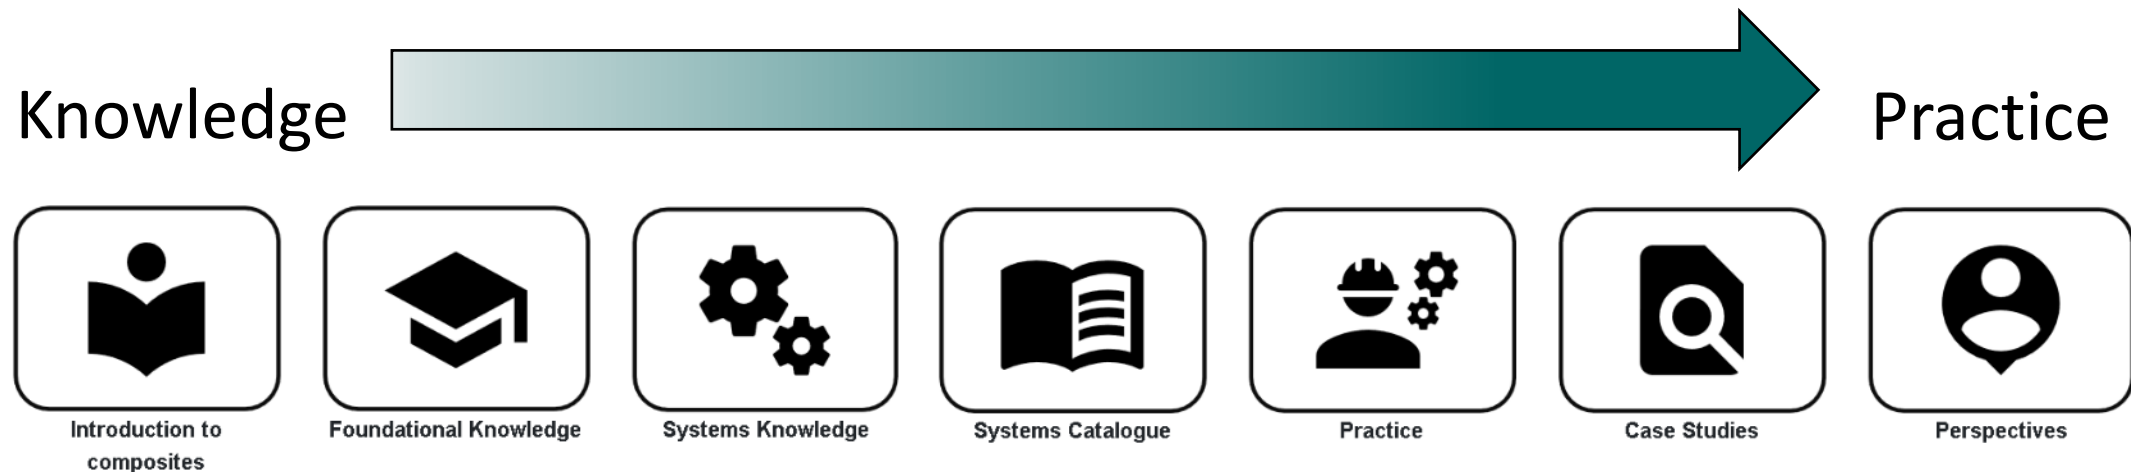 Knowledge
Practice
Introduction to
composites
Foundational Knowledge
Systems Knowledge
Systems Catalogue
Practice
Case Studies
Perspectives